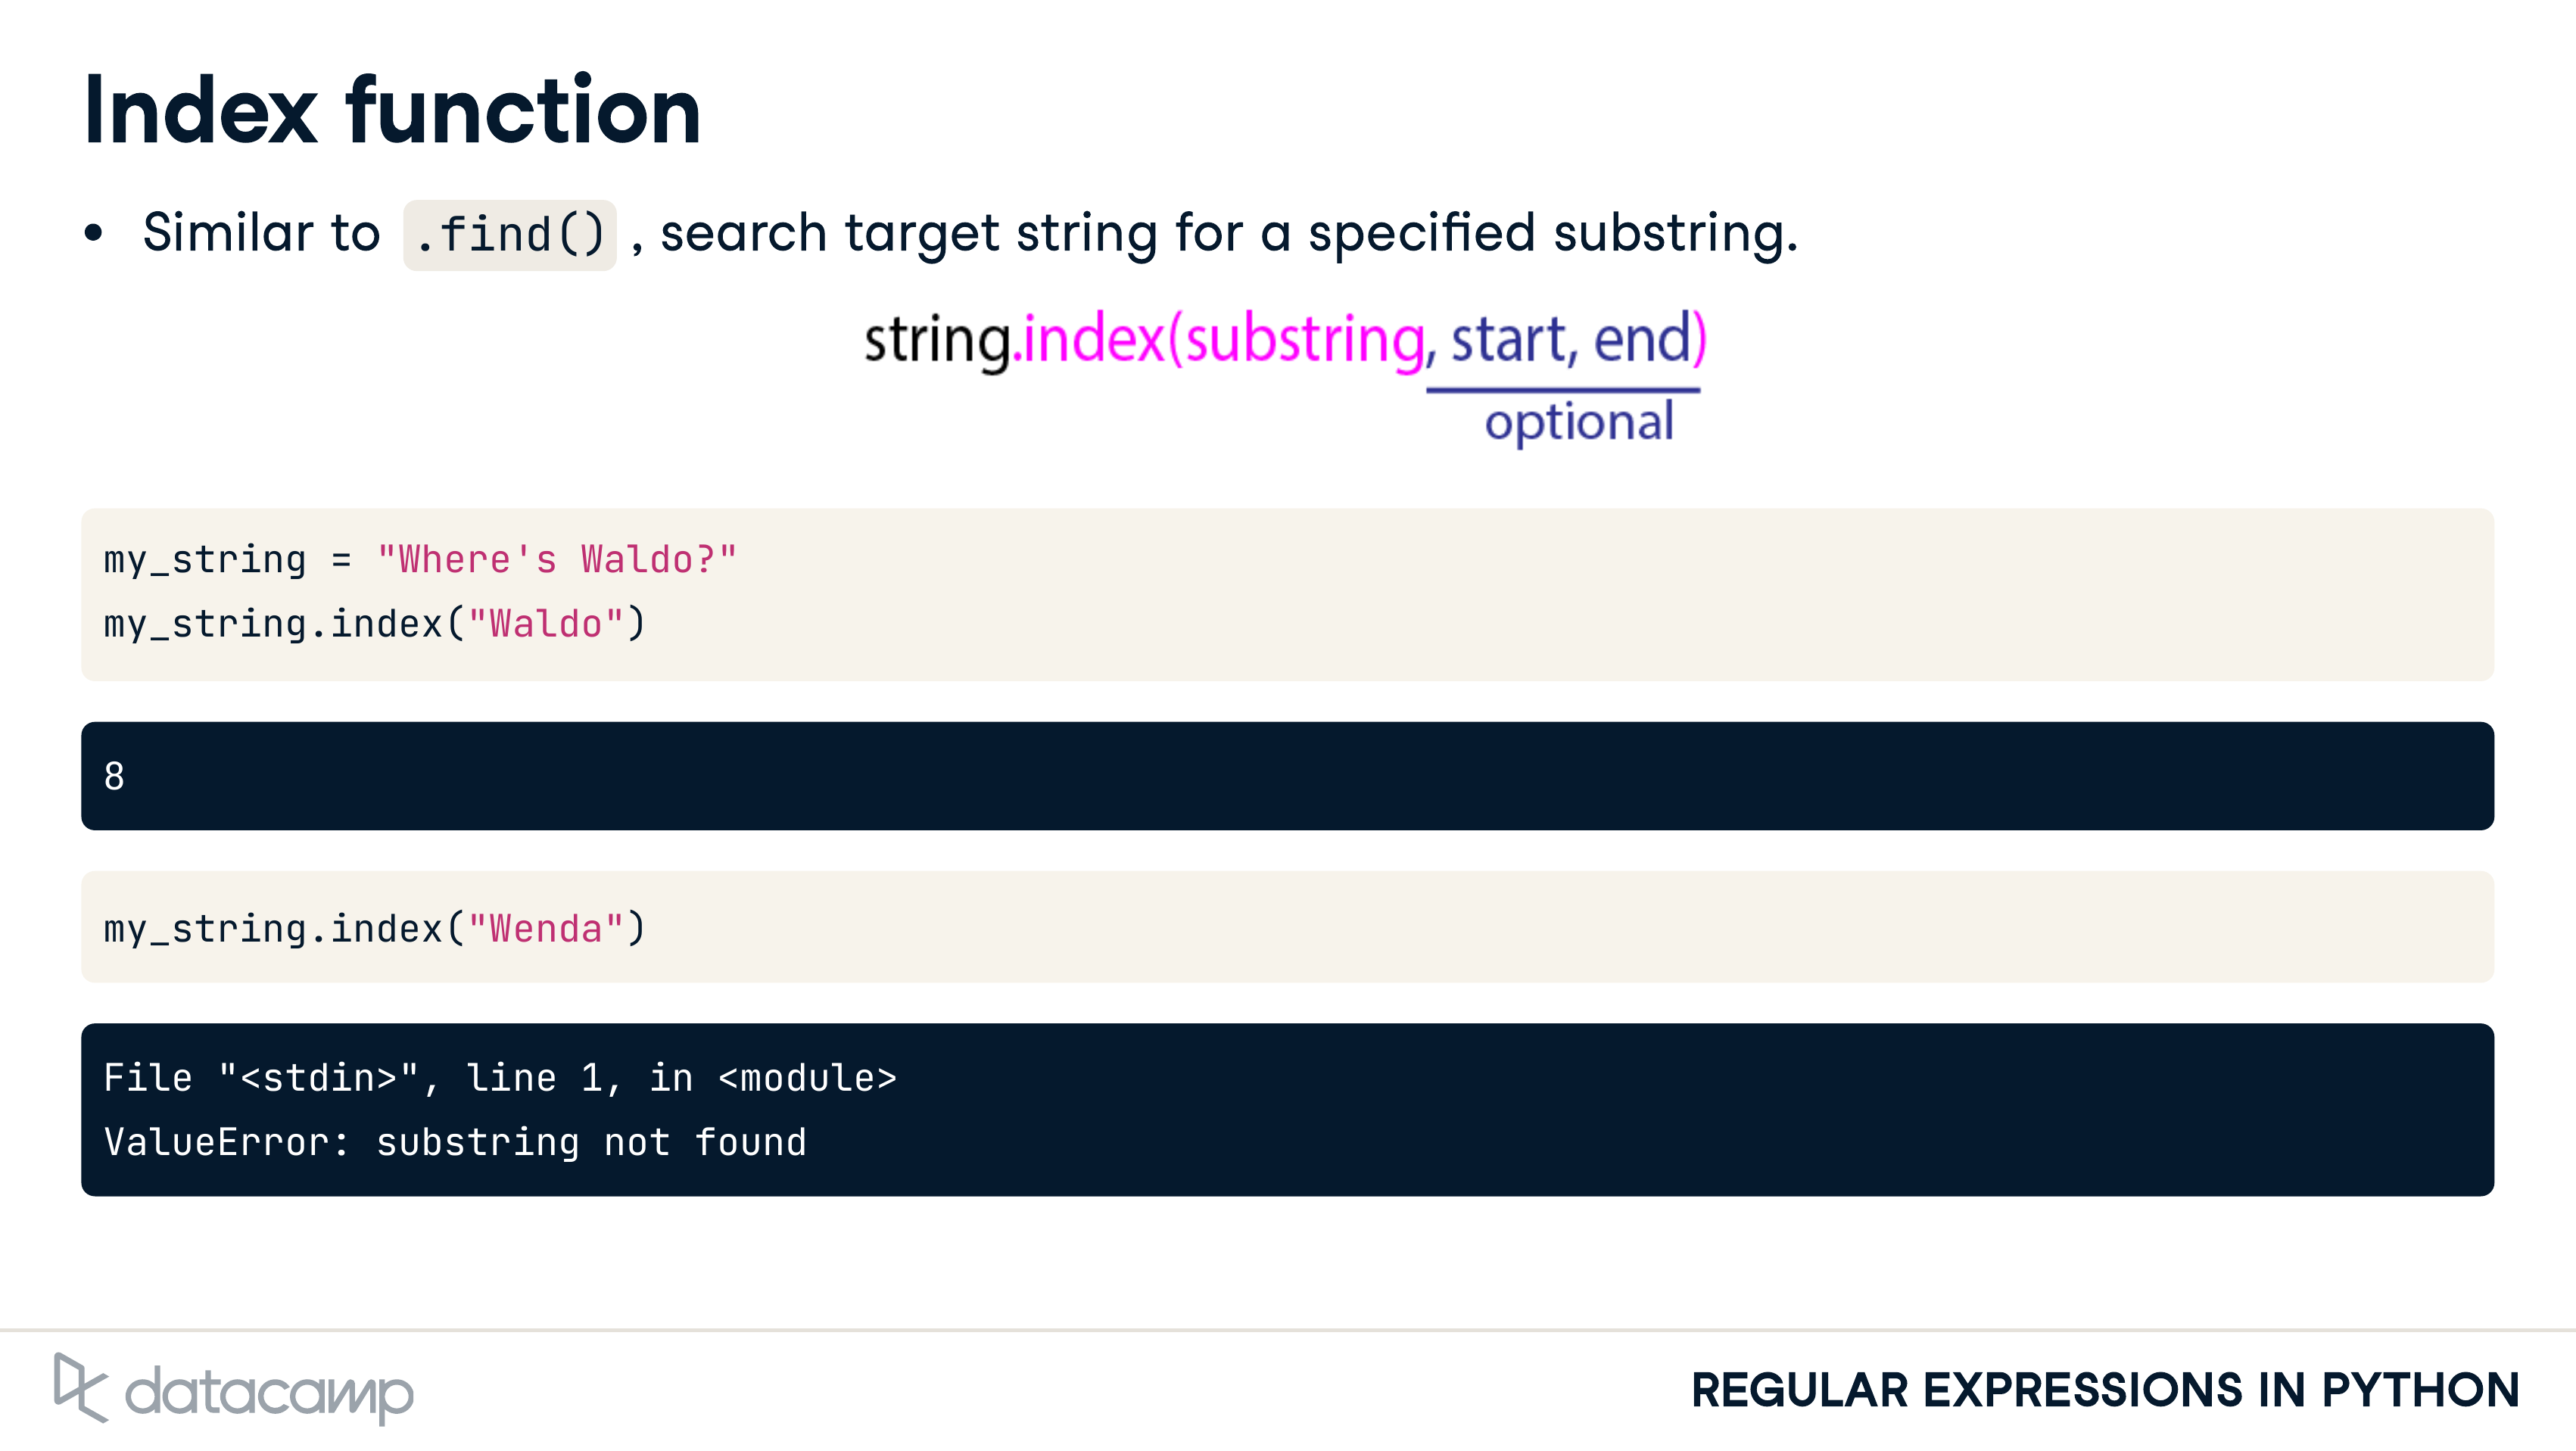 Index function
• Similar to .find() , search target string for a specified substring.
string.index(substring, start, end)
optional
my_string = "Where's Waldo?"
my_string.index("Waldo")
8
my_string.index("Wenda")
File "<stdin>", line 1, in <module>
ValueError: substring not found
datacamp
REGULAR EXPRESSIONS IN PYTHON